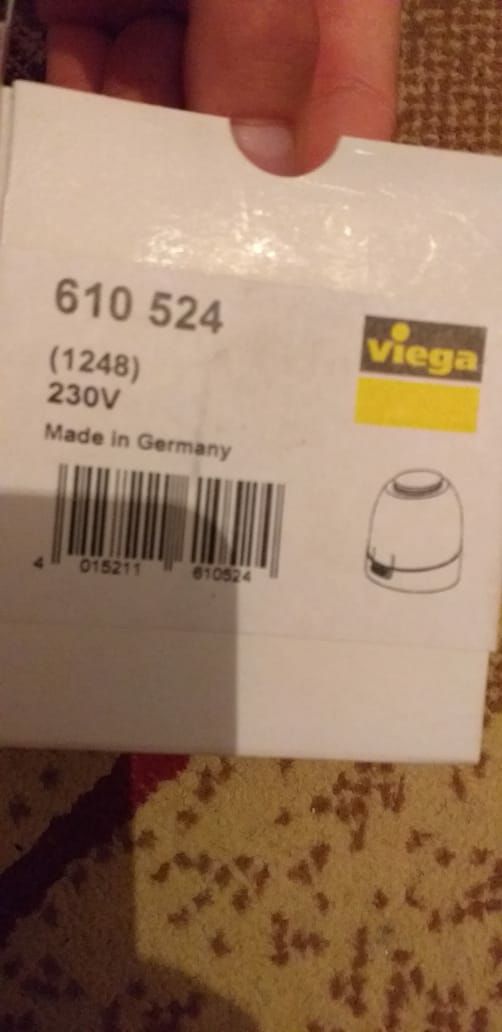 610 524
viega
(1248)
230V
Made in Germany
4 015211 610524